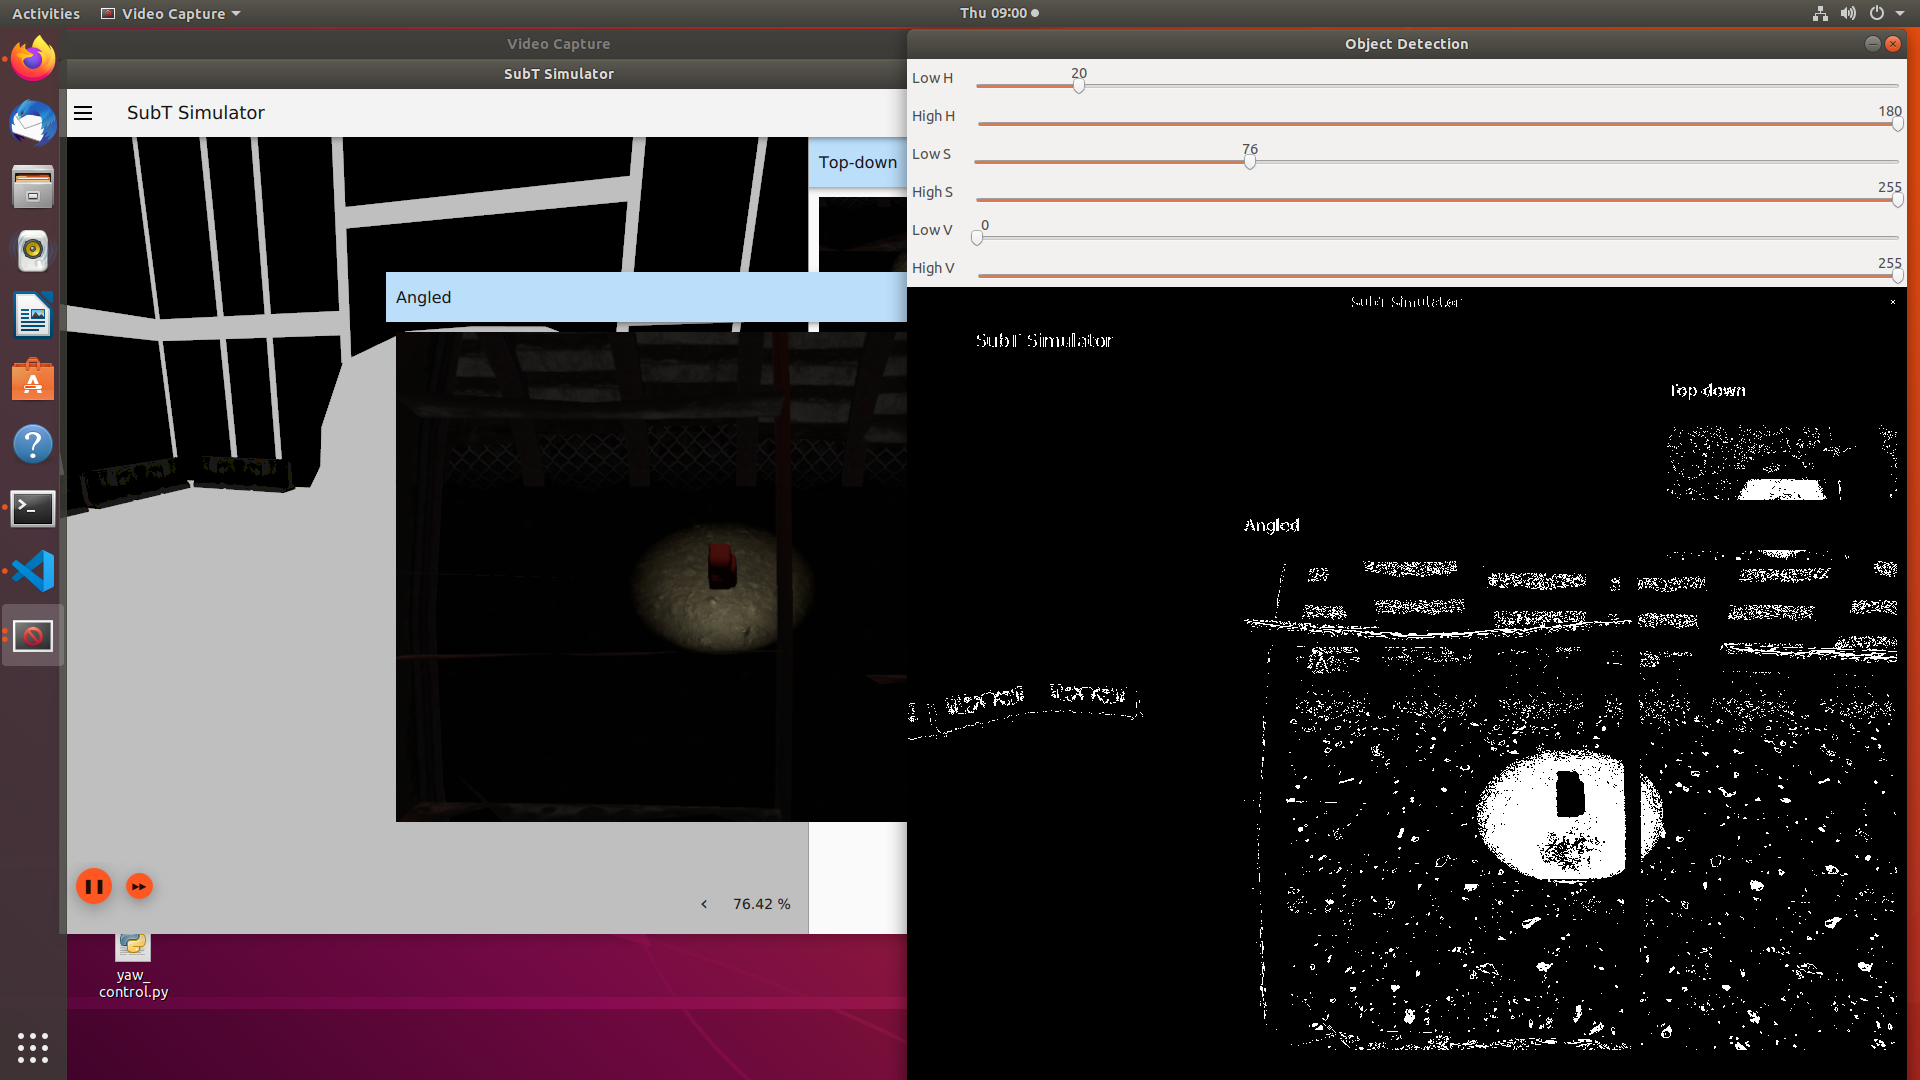 Activities
Video Capture
Thu 09:00
Video Capture
SubT Simulator
SubT Simulator
Top-down
Angled
76.42 %
yaw_
control.py
Object Detection
Low H
20
High H
180
Low S
76
High S
255
Low V
0
High V
255
SubT Simulator
SubT Simulator
Top-down
Angled